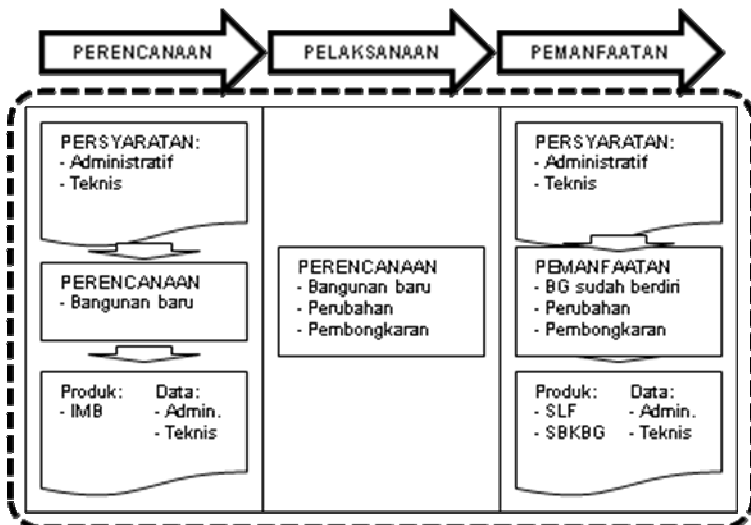 PERENCANAAN
PELAKSANAAN
PEMANFAATAN
PERSYARATAN:
- Administratif
- Teknis
PERENCANAAN
- Bangunan baru
Produk: Data:
- IMB - Admin.
- Teknis
PERENCANAAN
- Bangunan baru
- Perubahan
- Pembongkaran
PERSYARATAN:
- Administratif
- Teknis
PEMANFAATAN
- BG sudah berdiri
- Perubahan
- Pembongkaran
Produk: Data:
- SLF - Admin.
- SBKBG - Teknis